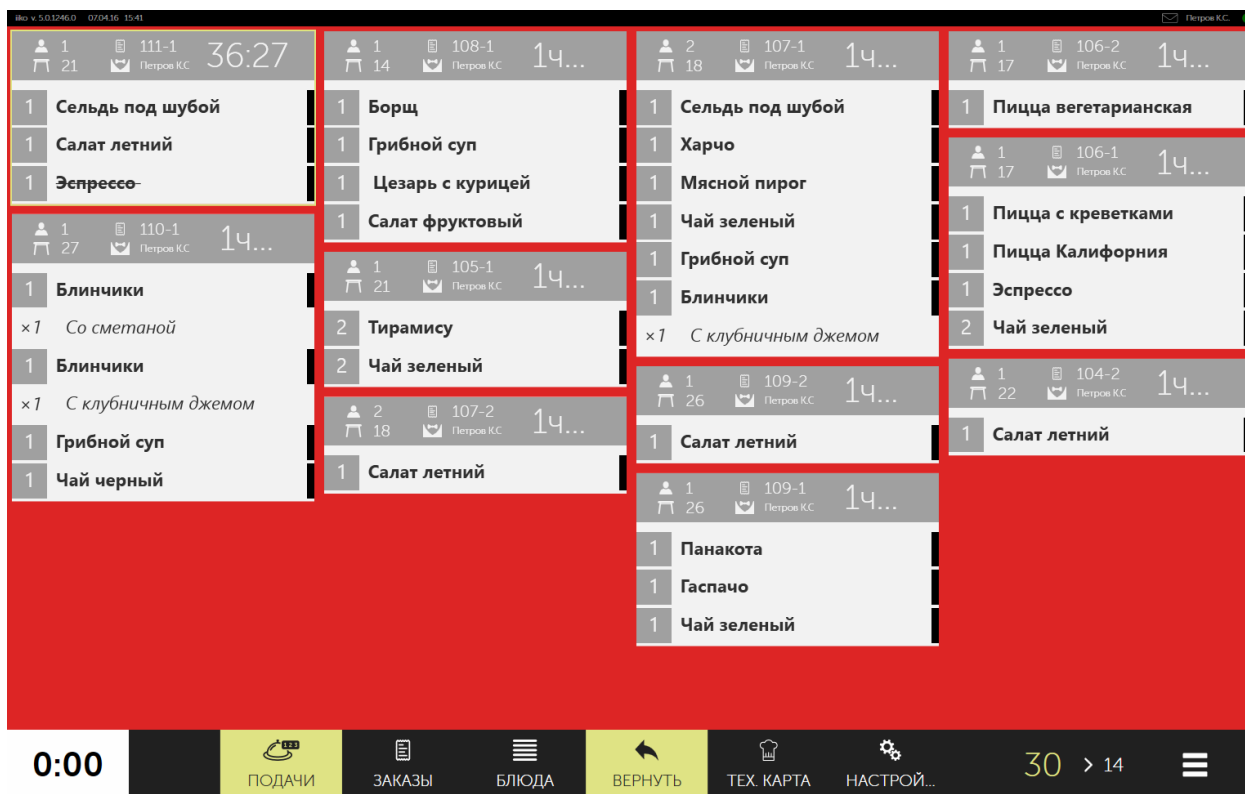 iiko v. 5.0.1246.0 07.04.16 15:41 Петров К.С.
1 111-1 36:27
21 Петров К.С
1 Сельдь под шубой
1 Салат летний
1 Эспрессо
1 110-1 1ч...
27 Петров К.С
1 Блинчики
×1 Со сметаной
1 Блинчики
×1 С клубничным джемом
1 Грибной суп
1 Чай черный
1 108-1 1ч...
14 Петров К.С
1 Борщ
1 Грибной суп
1 Цезарь с курицей
1 Салат фруктовый
1 105-1 1ч...
21 Петров К.С
2 Тирамису
2 Чай зеленый
2 107-2 1ч...
18 Петров К.С
1 Салат летний
2 107-1 1ч...
18 Петров К.С
1 Сельдь под шубой
1 Харчо
1 Мясной пирог
1 Чай зеленый
1 Грибной суп
1 Блинчики
×1 С клубничным джемом
1 109-2 1ч...
26 Петров К.С
1 Салат летний
1 109-1 1ч...
26 Петров К.С
1 Панакота
1 Гаспачо
1 Чай зеленый
1 106-2 1ч...
17 Петров К.С
1 Пицца вегетарианская
1 106-1 1ч...
17 Петров К.С
1 Пицца с креветками
1 Пицца Калифорния
1 Эспрессо
2 Чай зеленый
1 104-2 1ч...
22 Петров К.С
1 Салат летний
0:00
123
ПОДАЧИ ЗАКАЗЫ БЛЮДА ВЕРНУТЬ ТЕХ. КАРТА НАСТРОЙ...
30 > 14